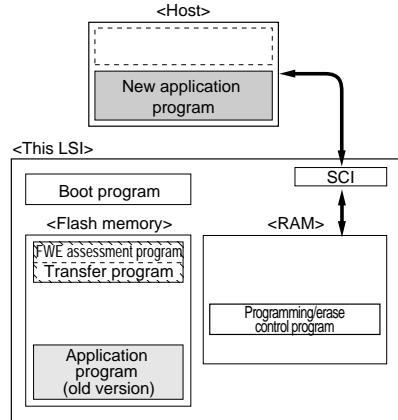 <Host>
New application
program
<This LSI>
SCI
Boot program
<Flash memory>
<RAM>
FWE assessment program
Transfer program
Programming/erase
control program
Application
program
(old version)